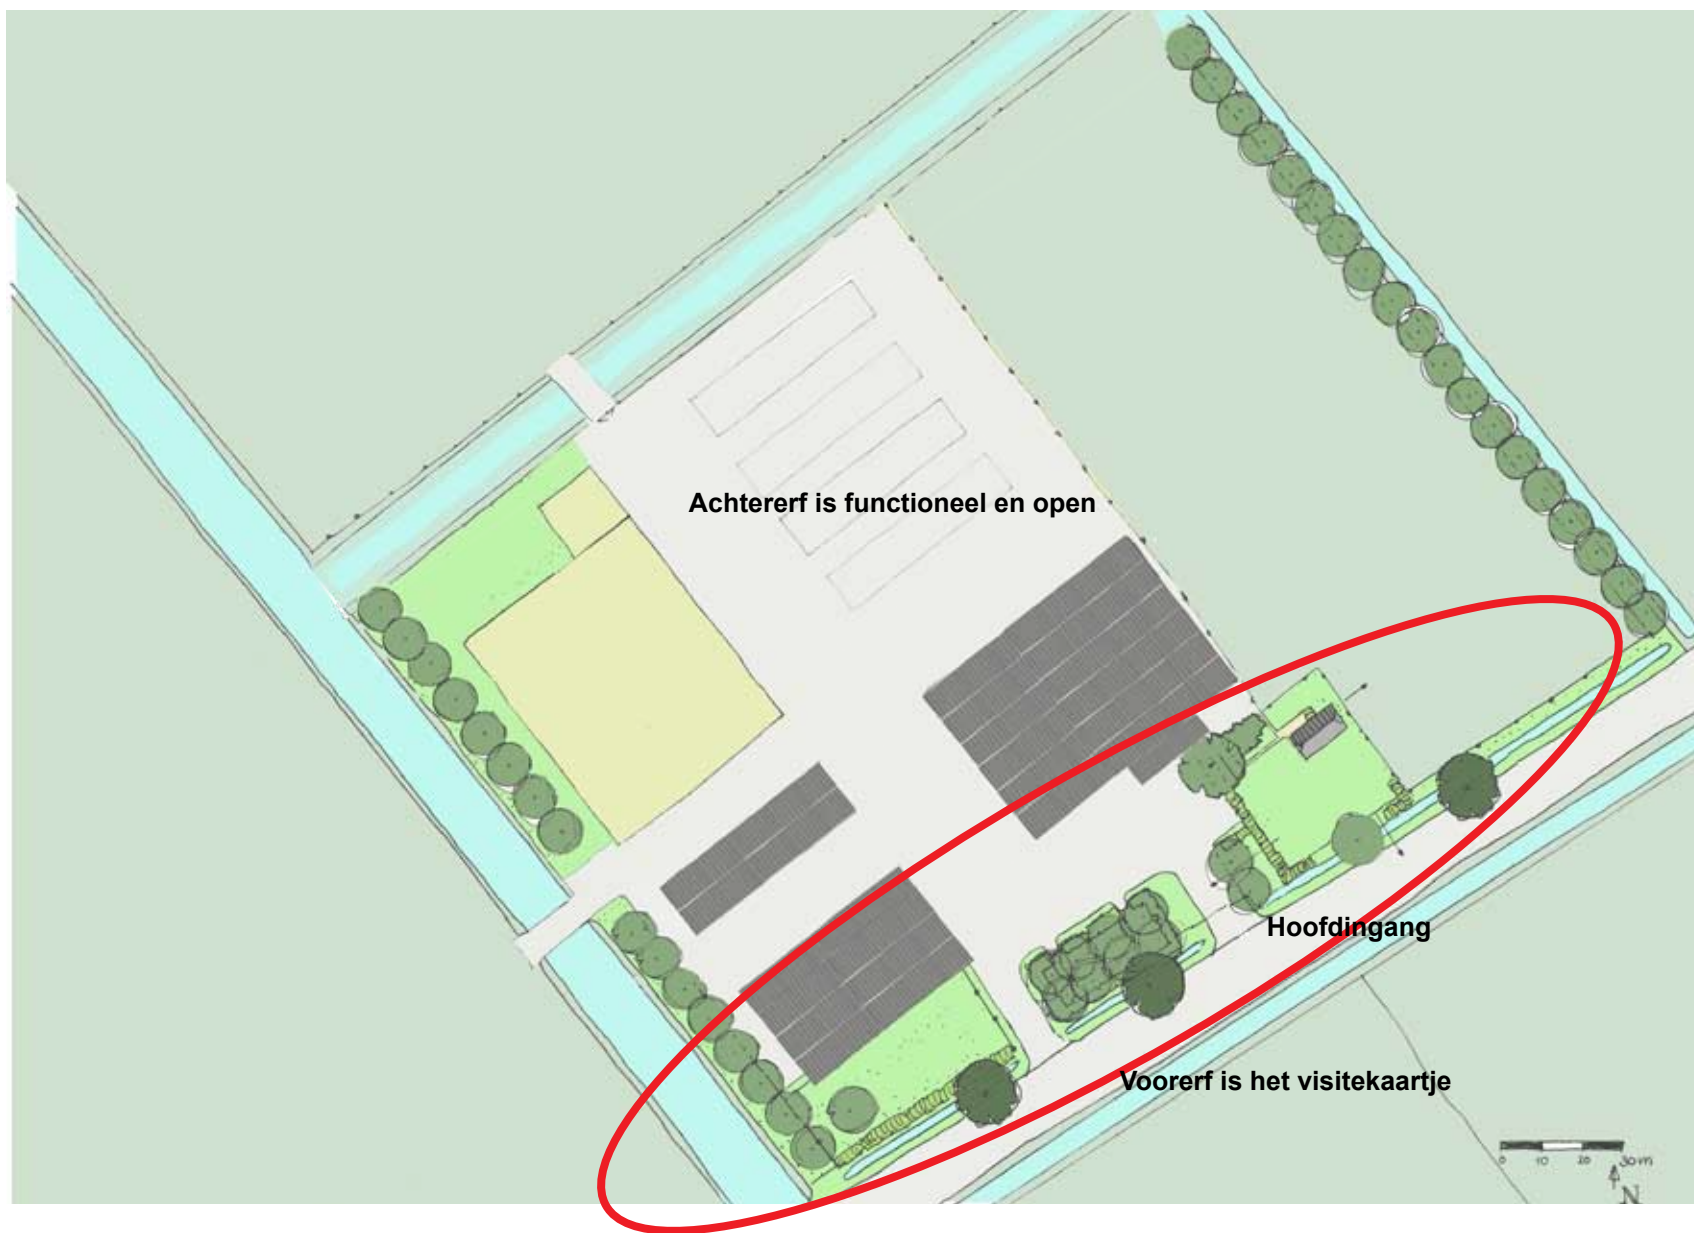 Achtererf is functioneel en open
Hoofdingang
Voorerf is het visitekaartje
0 10 20 30m
N